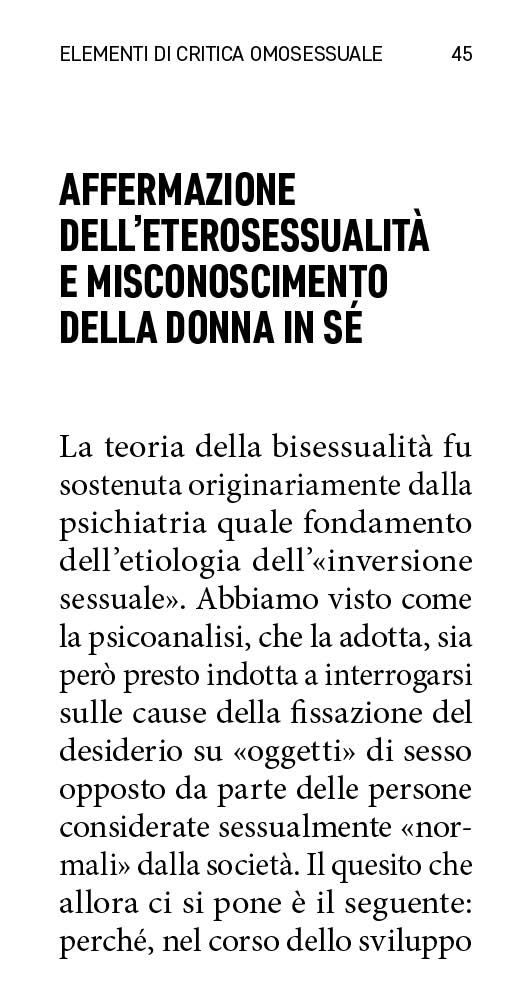 ELEMENTI DI CRITICA OMOSESSUALE 45
AFFERMAZIONE
DELL’ETEROSESSUALITÀ
E MISCONOSCIMENTO
DELLA DONNA IN SÉ
La teoria della bisessualità fu
sostenuta originariamente dalla
psichiatria quale fondamento
dell’etiologia dell’«inversione
sessuale». Abbiamo visto come
la psicoanalisi, che la adotta, sia
però presto indotta a interrogarsi
sulle cause della fissazione del
desiderio su «oggetti» di sesso
opposto da parte delle persone
considerate sessualmente «nor-
mali» dalla società. Il quesito che
allora ci si pone è il seguente:
perché, nel corso dello sviluppo